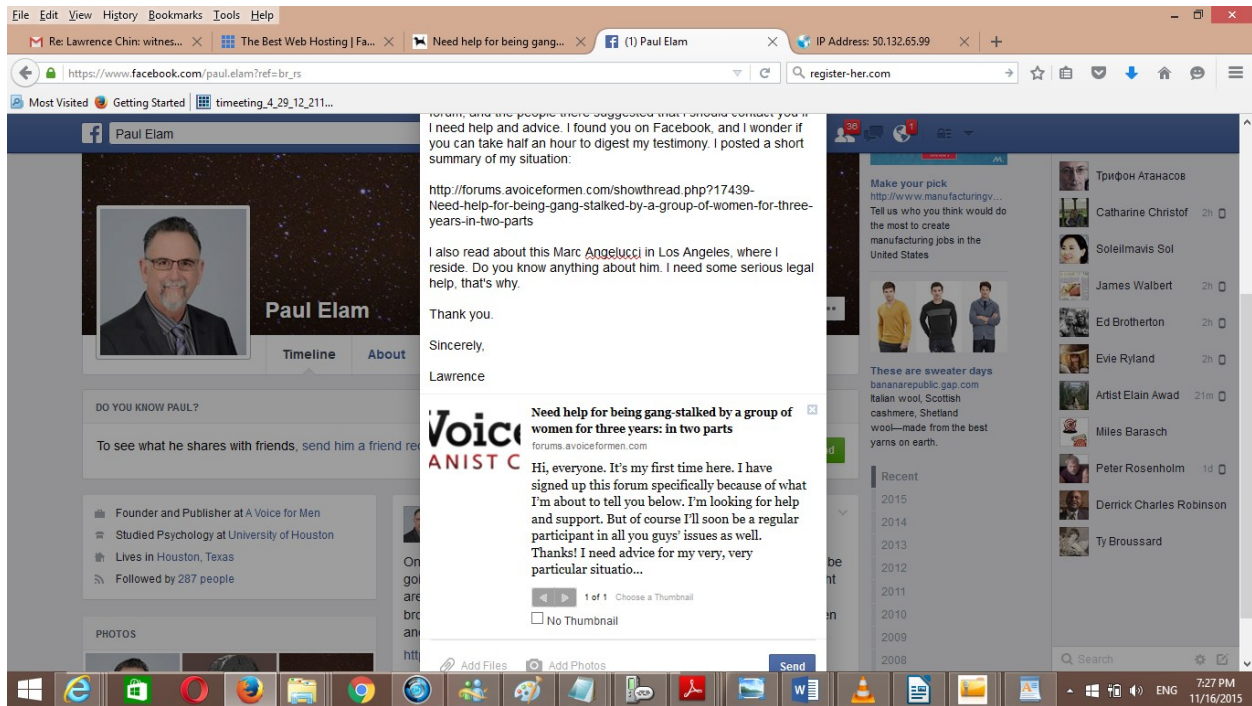 File Edit View History Bookmarks Tools Help
Re: Lawrence Chin: witnes...
The Best Web Hosting | Fa...
Need help for being gang...
(1) Paul Elam
IP Address: 50.132.65.99
https://www.facebook.com/paul.elam?ref=br_rs
register-her.com
Most Visited Getting Started timeeting_4_29_12_211...
Paul Elam
36
1
forum, and the people there suggested that I should contact you if
I need help and advice. I found you on Facebook, and I wonder if
you can take half an hour to digest my testimony. I posted a short
summary of my situation:
http://forums.avoiceformen.com/showthread.php?17439-
Need-help-for-being-gang-stalked-by-a-group-of-women-for-three-
years-in-two-parts
I also read about this Marc Angelucci in Los Angeles, where I
reside. Do you know anything about him. I need some serious legal
help, that's why.
Thank you.
Sincerely,
Lawrence
Voice
ANIST C
Need help for being gang-stalked by a group of
women for three years: in two parts
forums.avoiceformen.com
Hi, everyone. It's my first time here. I have
signed up this forum specifically because of what
I'm about to tell you below. I'm looking for help
and support. But of course I'll soon be a regular
participant in all you guys' issues as well.
Thanks! I need advice for my very, very
particular situatio...
1 of 1 Choose a Thumbnail
No Thumbnail
Add Files Add Photos Send
Paul Elam
Timeline About
DO YOU KNOW PAUL?
To see what he shares with friends, send him a friend rec
Founder and Publisher at A Voice for Men
Studied Psychology at University of Houston
Lives in Houston, Texas
Followed by 287 people
PHOTOS
On
goi
are
bro
and
htt
be
nt
en
Make your pick
http://www.manufacturingv...
Tell us who you think would do
the most to create
manufacturing jobs in the
United States
These are sweater days
bananarepublic.gap.com
Italian wool, Scottish
cashmere, Shetland
wool—made from the best
yarns on earth.
Recent
2015
2014
2013
2012
2011
2010
2009
2008
Трифон Атанасов
Catharine Christof 2h
Soleilmavis Sol
James Walbert 2h
Ed Brotherton 2h
Evie Ryland 2h
Artist Elain Awad 21m
Miles Barasch
Peter Rosenholm 1d
Derrick Charles Robinson
Ty Broussard
Search
ENG
7:27 PM
11/16/2015